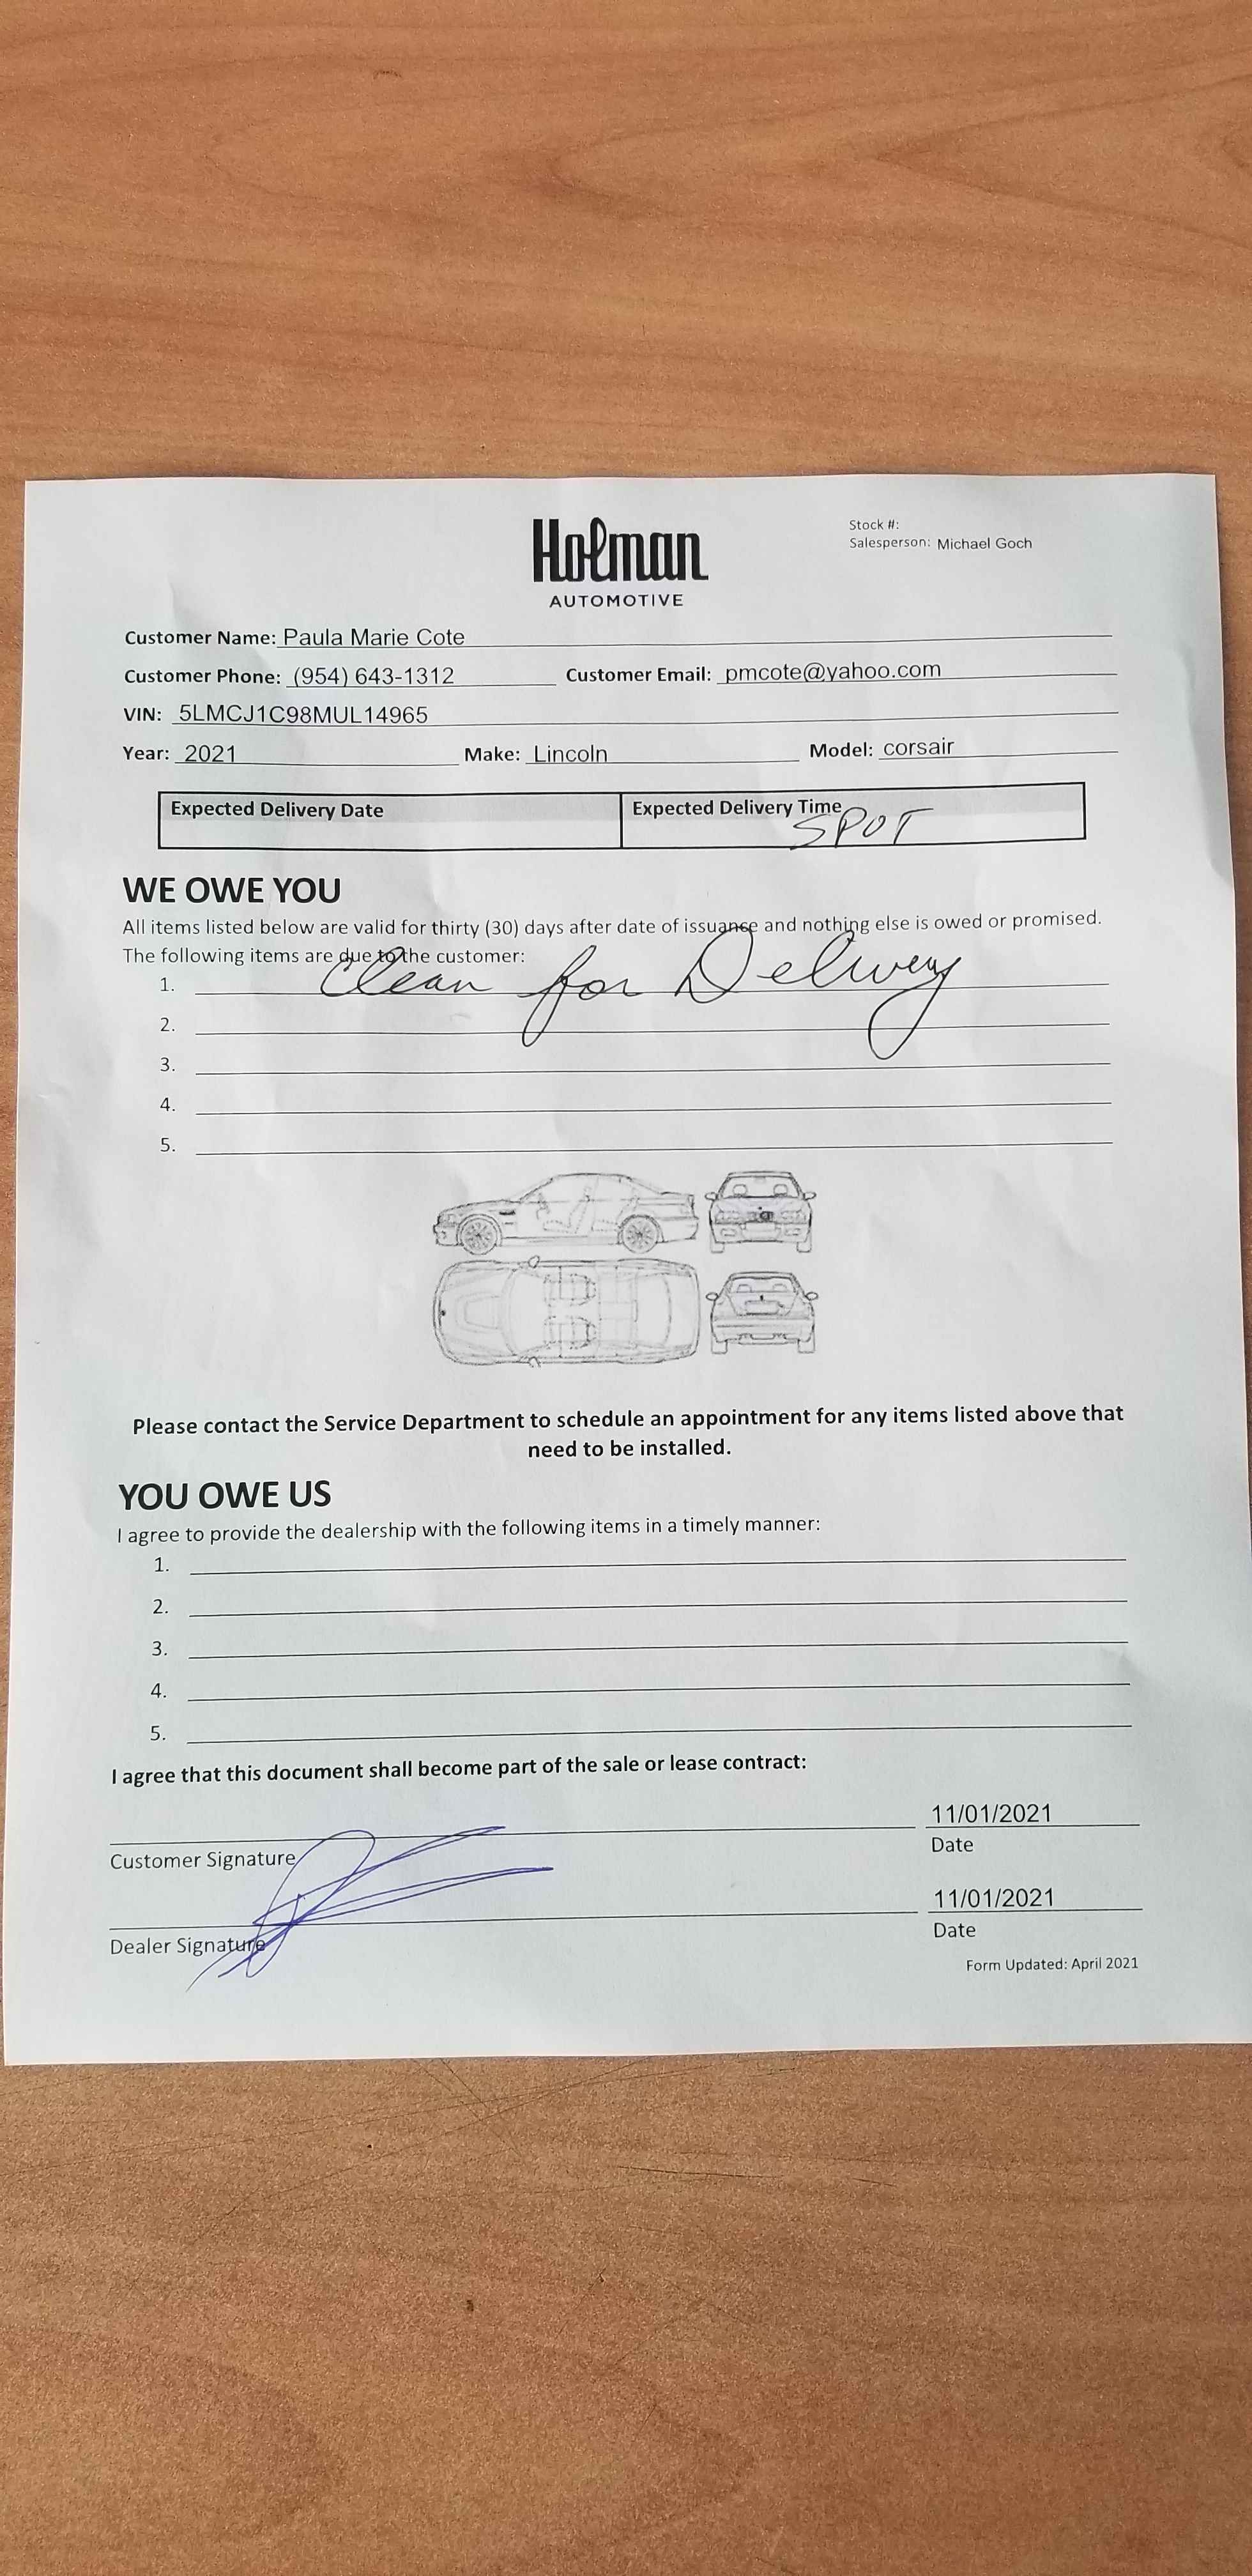 Holman
AUTOMOTIVE
Stock #:
Salesperson: Michael Goch
Customer Name: Paula Marie Cote
Customer Phone: (954) 643-1312 Customer Email: pmcote@yahoo.com
VIN: 5LMCJ1C98MUL14965
Year: 2021 Make: Lincoln Model: corsair
Expected Delivery Date Expected Delivery Time
SPOT
WE OWE YOU
All items listed below are valid for thirty (30) days after date of issuance and nothing else is owed or promised.
The following items are due to the customer:
1. Clean for Delivery
2.
3.
4.
5.
Please contact the Service Department to schedule an appointment for any items listed above that
need to be installed.
YOU OWE US
I agree to provide the dealership with the following items in a timely manner:
1.
2.
3.
4.
5.
I agree that this document shall become part of the sale or lease contract:
11/01/2021
Customer Signature Date
11/01/2021
Dealer Signature Date
Form Updated: April 2021